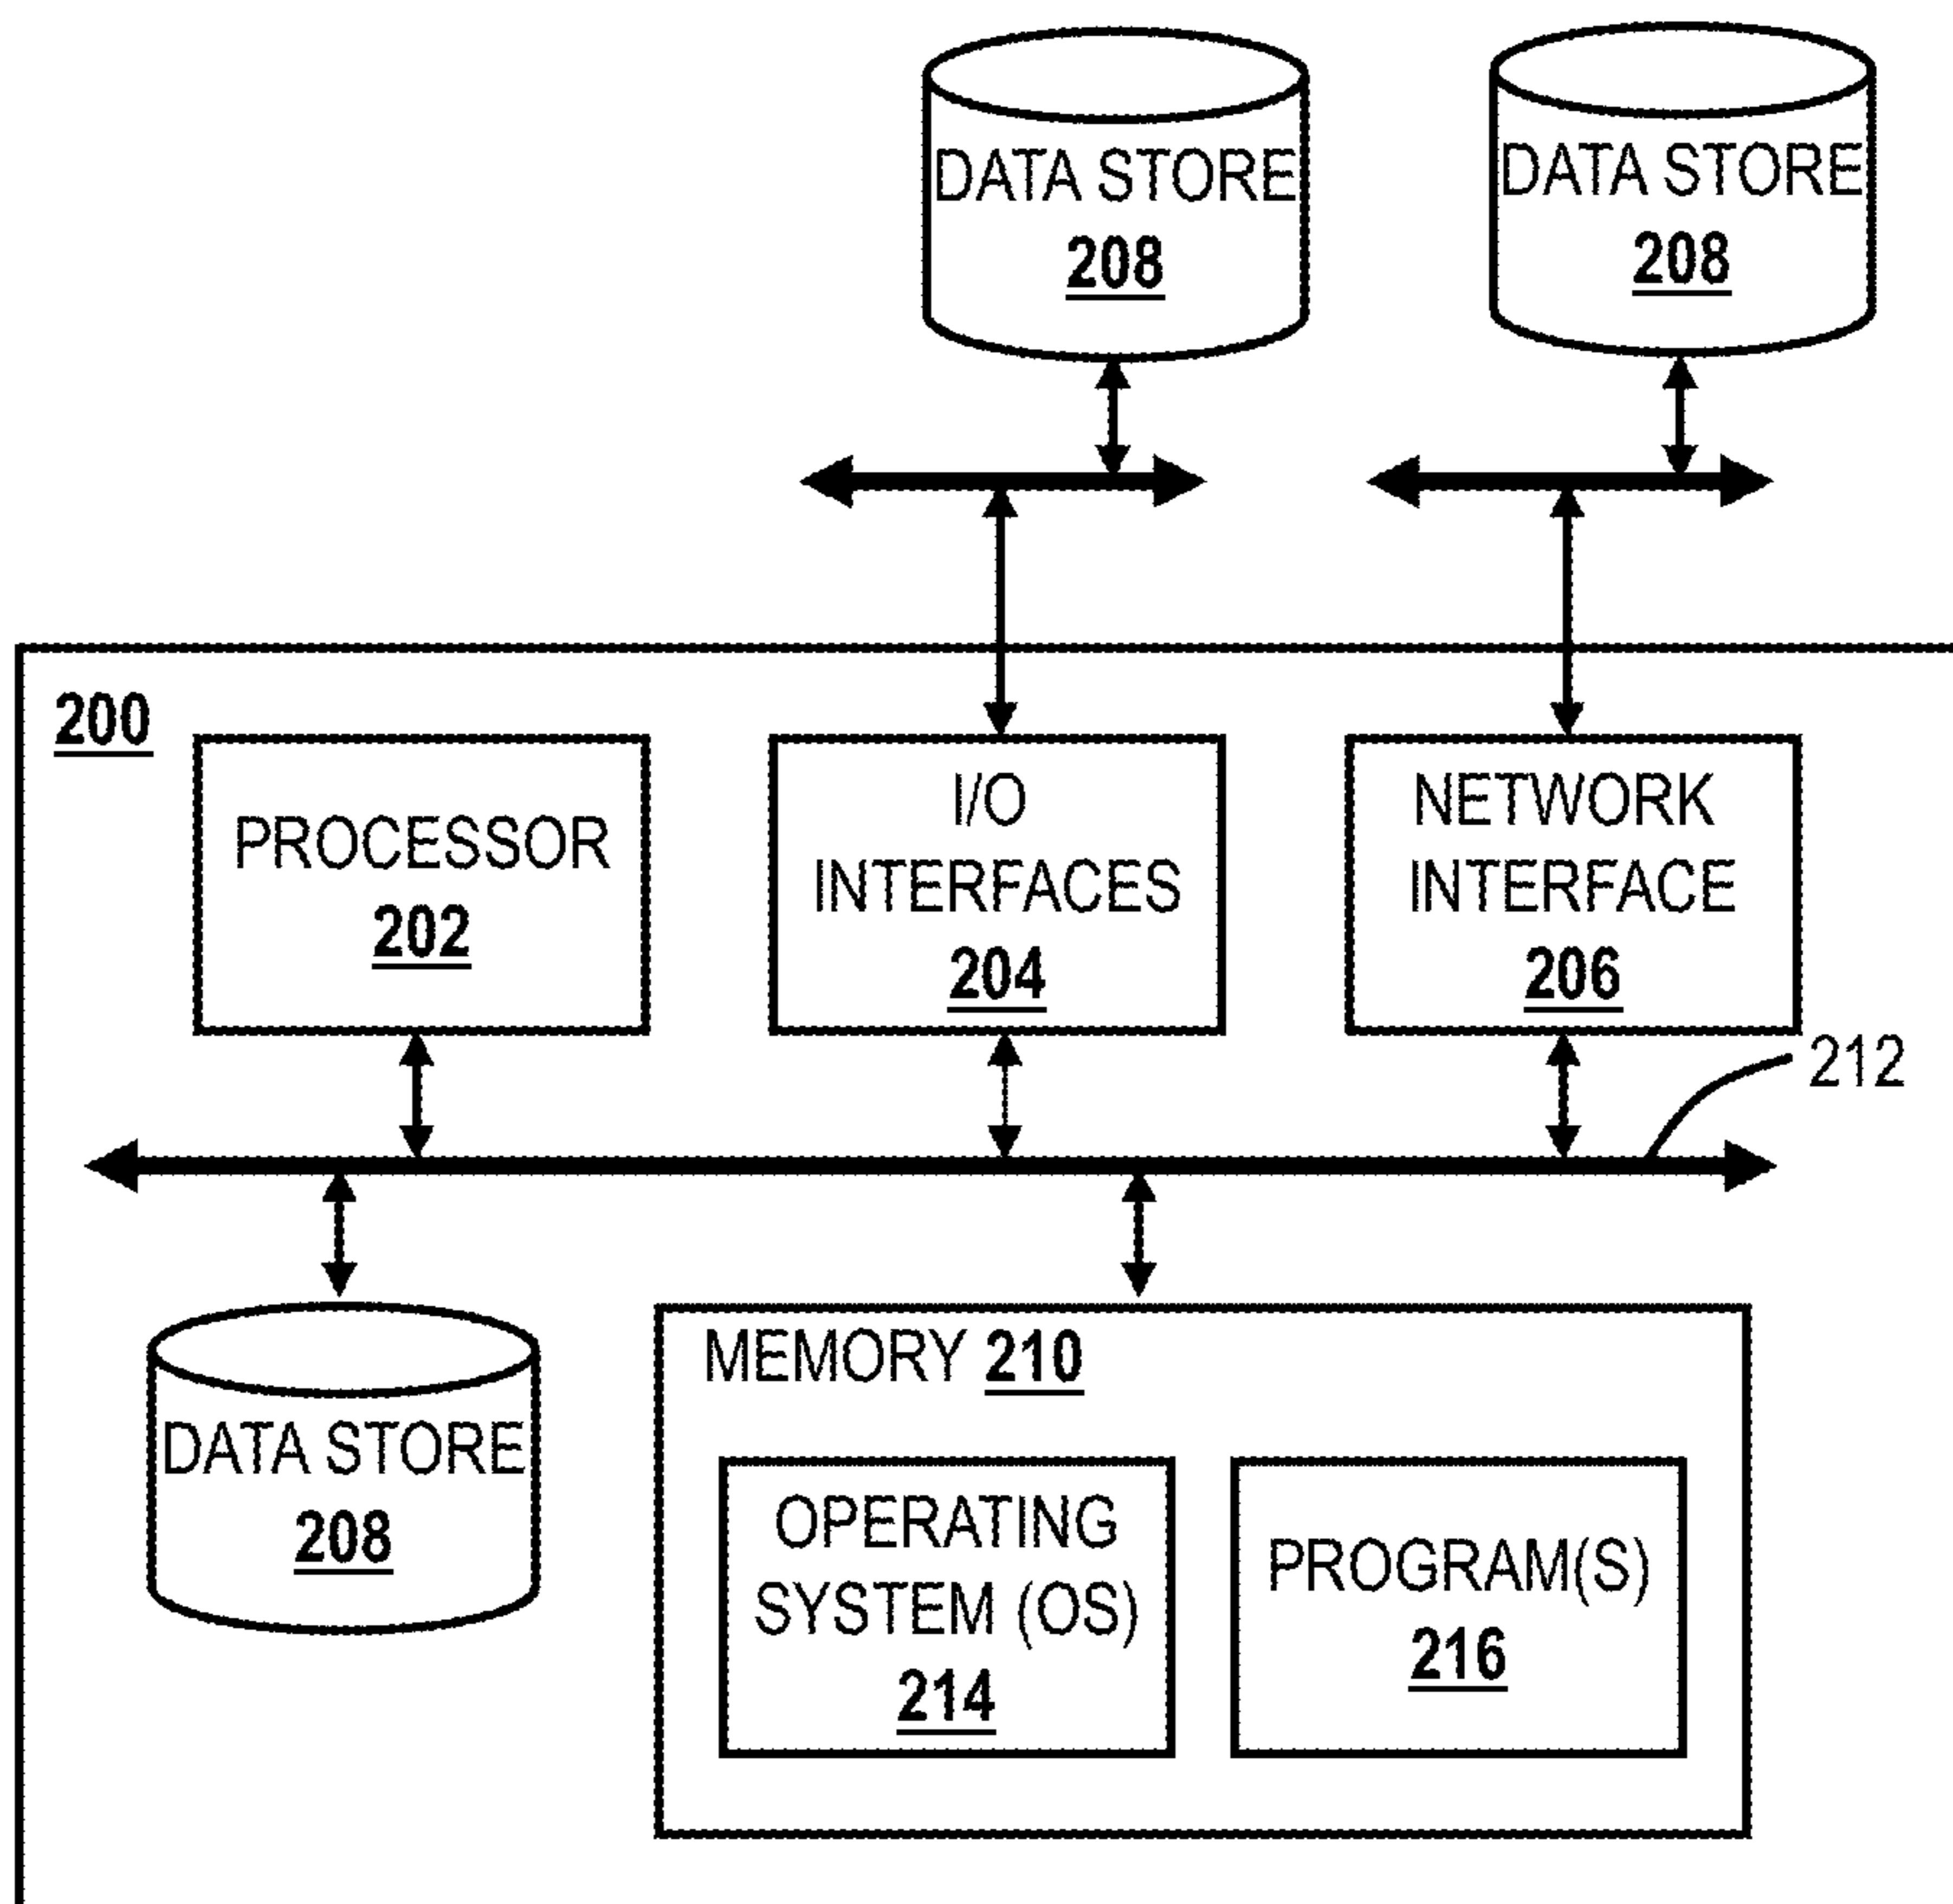 DATA STORE
208
DATA STORE
208
200
PROCESSOR
202
I/O
INTERFACES
204
NETWORK
INTERFACE
206
212
DATA STORE
208
MEMORY 210
OPERATING
SYSTEM (OS)
214
PROGRAM(S)
216